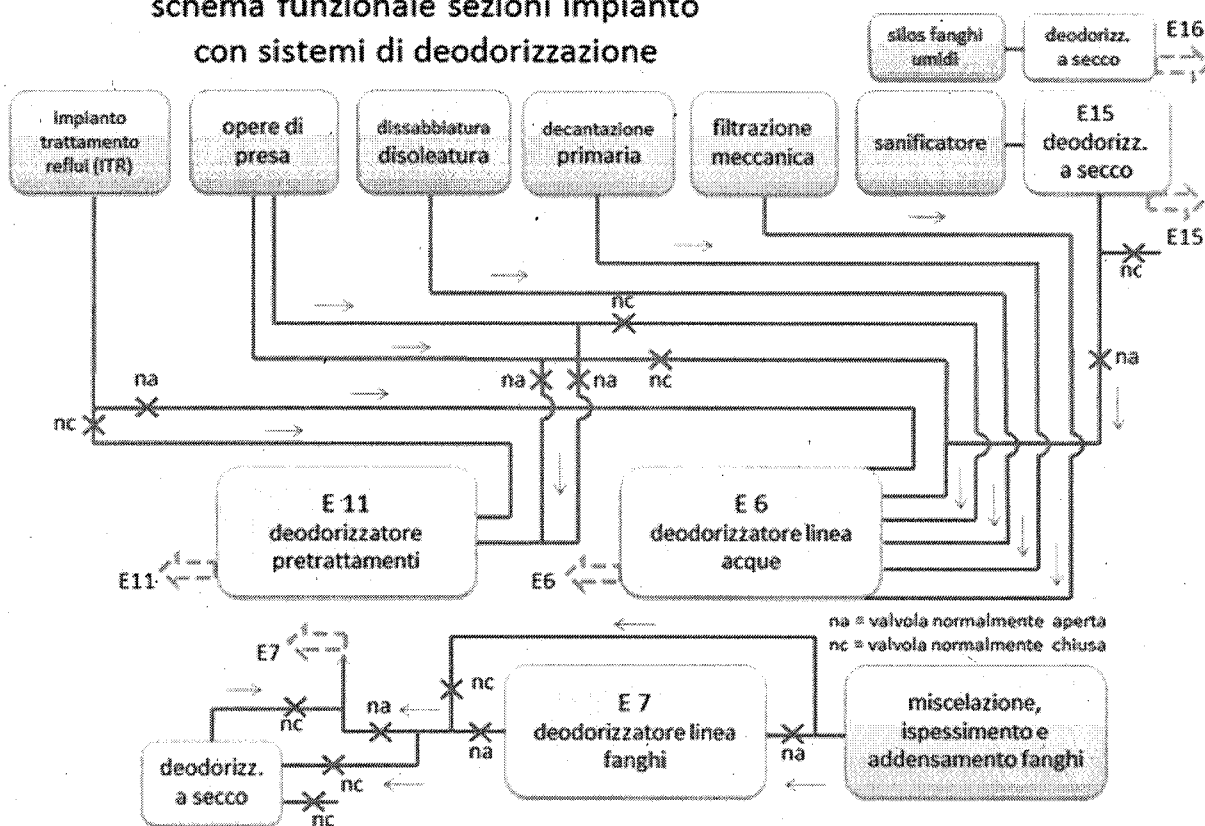 schema funzionale sezioni impianto
con sistemi di deodorizzazione
silos fanghi
umidi
deodorizz.
a secco
E16
impianto
trattamento
reflui (ITR)
opere di
presa
dissabbiatura
disoleatura
decantazione
primaria
filtrazione
meccanica
sanificatore
E15
deodorizz.
a secco
E15
nc
nc
na
na
na
nc
na
nc
E 11
deodorizzatore
pretrattamenti
E 6
deodorizzatore linea
acque
E11
E6
na = valvola normalmente aperta
nc = valvola normalmente chiusa
E7
nc
na
nc
na
E 7
deodorizzatore linea
fanghi
na
miscelazione,
ispessimento e
addensamento fanghi
deodorizz.
a secco
nc
nc